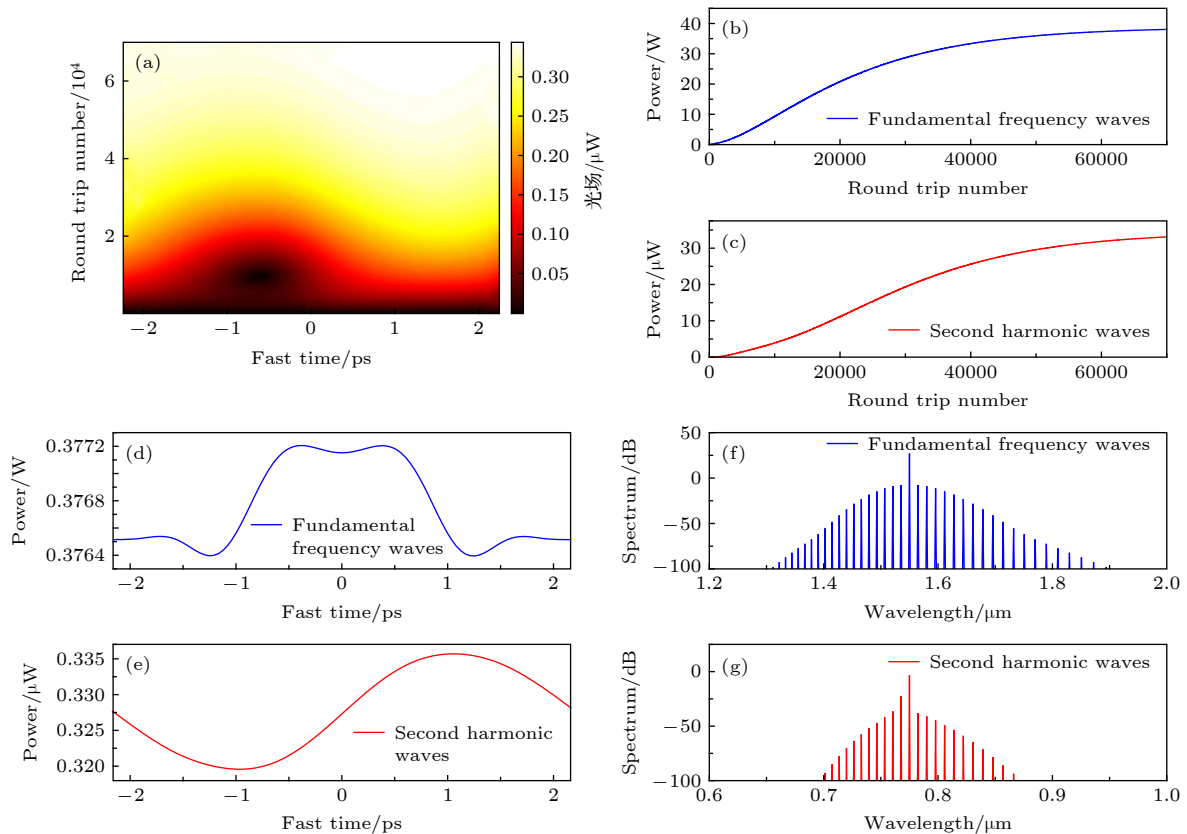 (a)
Round trip number/10⁴
6
4
2
−2
−1
0
1
2
Fast time/ps
0.30
0.25
0.20
0.15
0.10
0.05
光场/μW
(b)
Power/W
40
30
20
10
0
Fundamental frequency waves
0
20000
40000
60000
Round trip number
(c)
Power/μW
30
20
10
0
Second harmonic waves
0
20000
40000
60000
Round trip number
(d)
Power/W
0.3772
0.3768
0.3764
Fundamental
frequency waves
−2
−1
0
1
2
Fast time/ps
(e)
Power/μW
0.335
0.330
0.325
0.320
Second harmonic
waves
−2
−1
0
1
2
Fast time/ps
(f)
Spectrum/dB
50
0
−50
−100
Fundamental frequency waves
1.2
1.4
1.6
1.8
2.0
Wavelength/μm
(g)
Spectrum/dB
0
−50
−100
Second harmonic waves
0.6
0.7
0.8
0.9
1.0
Wavelength/μm